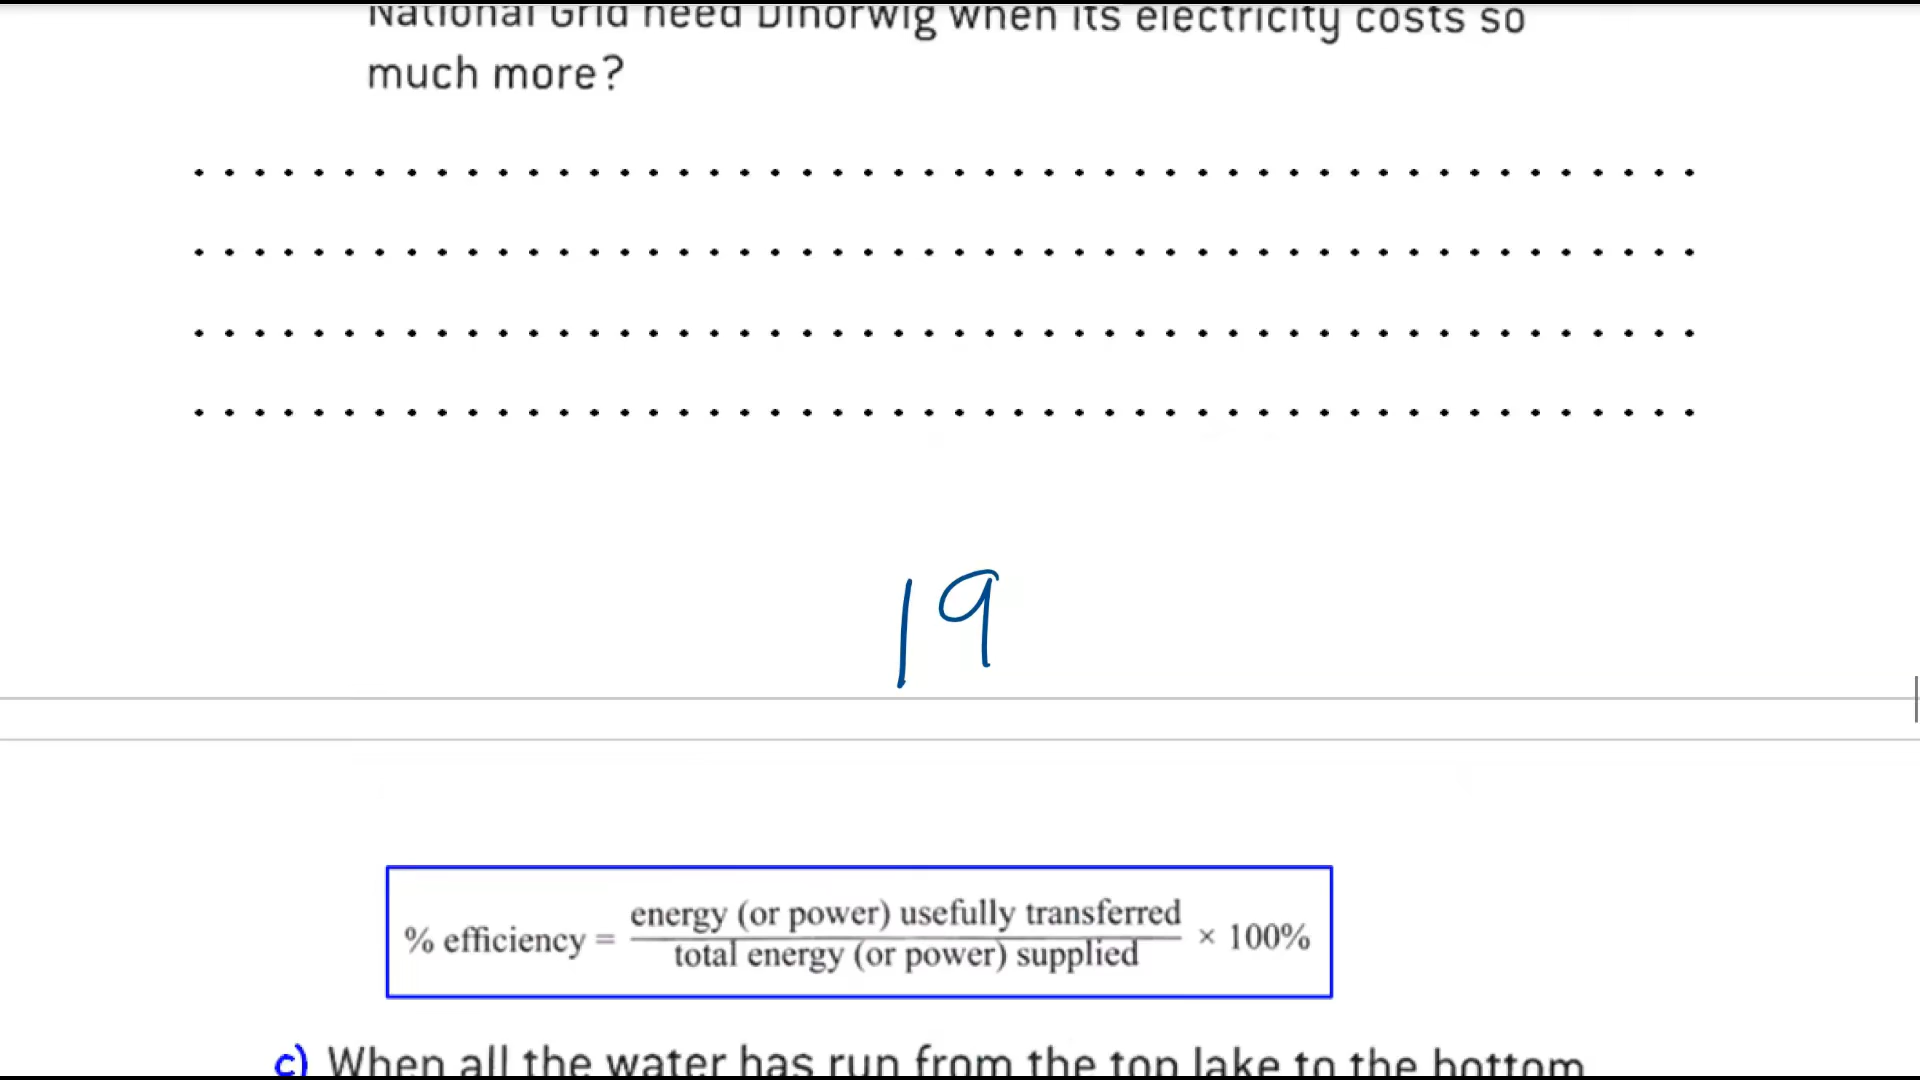 National Grid need Dinorwig when its electricity costs so
much more?
19
% efficiency = energy (or power) usefully transferred / total energy (or power) supplied × 100%
c) When all the water has run from the top lake to the bottom